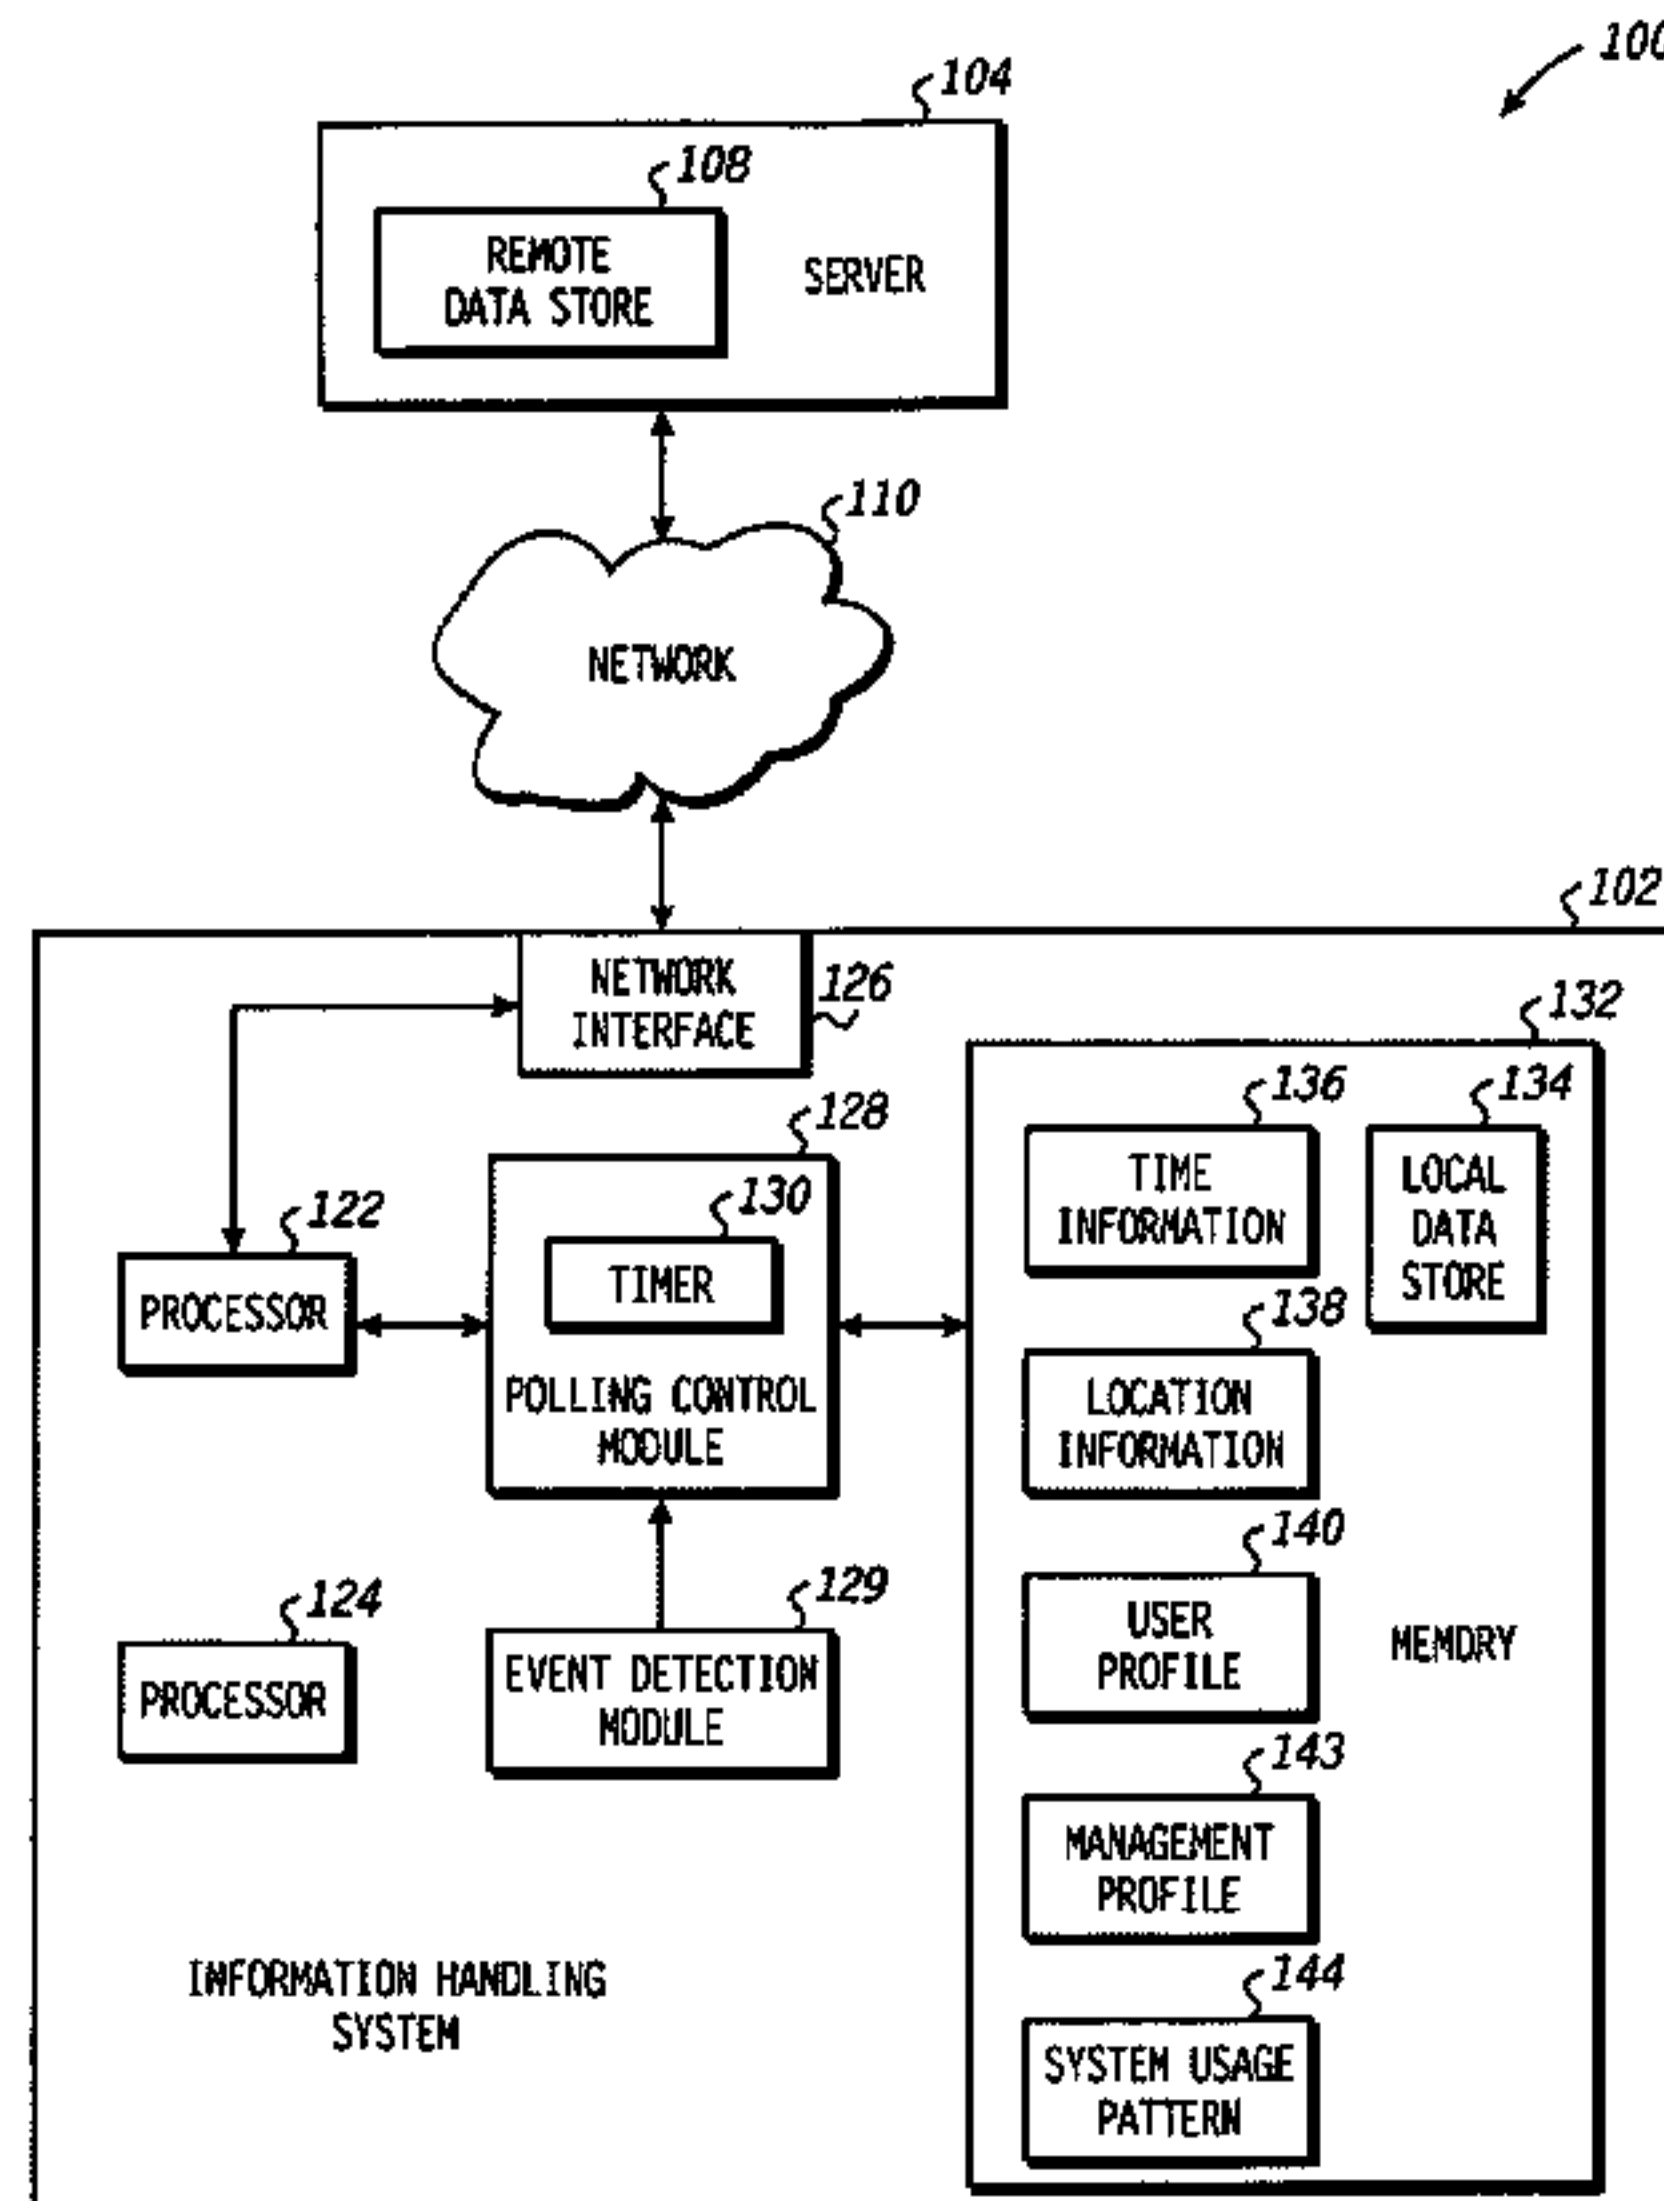 100
104
108
REMOTE
DATA STORE
SERVER
110
NETWORK
102
NETWORK
INTERFACE
126
132
136
134
TIME
INFORMATION
LOCAL
DATA
STORE
128
130
TIMER
122
PROCESSOR
POLLING CONTROL
MODULE
138
LOCATION
INFORMATION
140
USER
PROFILE
MEMORY
124
PROCESSOR
129
EVENT DETECTION
MODULE
143
MANAGEMENT
PROFILE
INFORMATION HANDLING
SYSTEM
144
SYSTEM USAGE
PATTERN